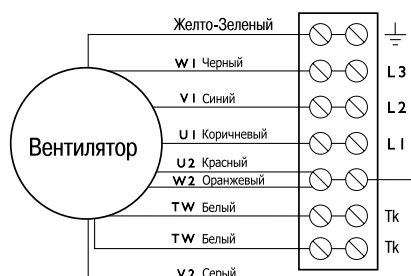 Желто-Зеленый
W1 Черный L3
V1 Синий L2
U1 Коричневый L1
Вентилятор
U2 Красный
W2 Оранжевый
TW Белый Tk
TW Белый Tk
V2 Серый